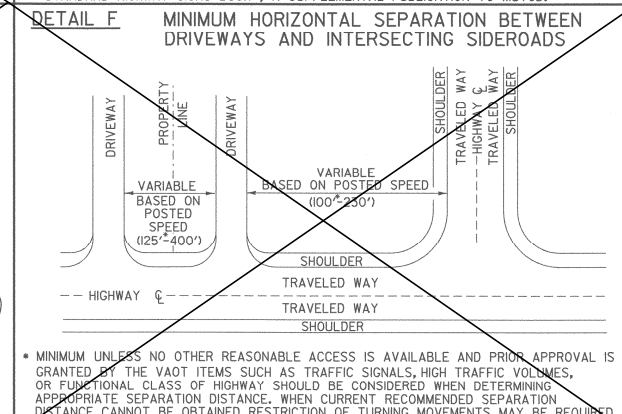 DETAIL F MINIMUM HORIZONTAL SEPARATION BETWEEN
DRIVEWAYS AND INTERSECTING SIDEROADS
DRIVEWAY
PROPERTY
LINE
DRIVEWAY
SHOULDER
TRAVELED WAY
HIGHWAY ℄
TRAVELED WAY
SHOULDER
VARIABLE
BASED ON
POSTED
SPEED
(125'*-400')
VARIABLE
BASED ON POSTED SPEED
(100'*-250')
SHOULDER
TRAVELED WAY
HIGHWAY ℄
TRAVELED WAY
SHOULDER
* MINIMUM UNLESS NO OTHER REASONABLE ACCESS IS AVAILABLE AND PRIOR APPROVAL IS
GRANTED BY THE VAOT ITEMS SUCH AS TRAFFIC SIGNALS, HIGH TRAFFIC VOLUMES,
OR FUNCTIONAL CLASS OF HIGHWAY SHOULD BE CONSIDERED WHEN DETERMINING
APPROPRIATE SEPARATION DISTANCE. WHEN CURRENT RECOMMENDED SEPARATION
DISTANCE CANNOT BE OBTAINED RESTRICTION OF TURNING MOVEMENTS MAY BE REQUIRED